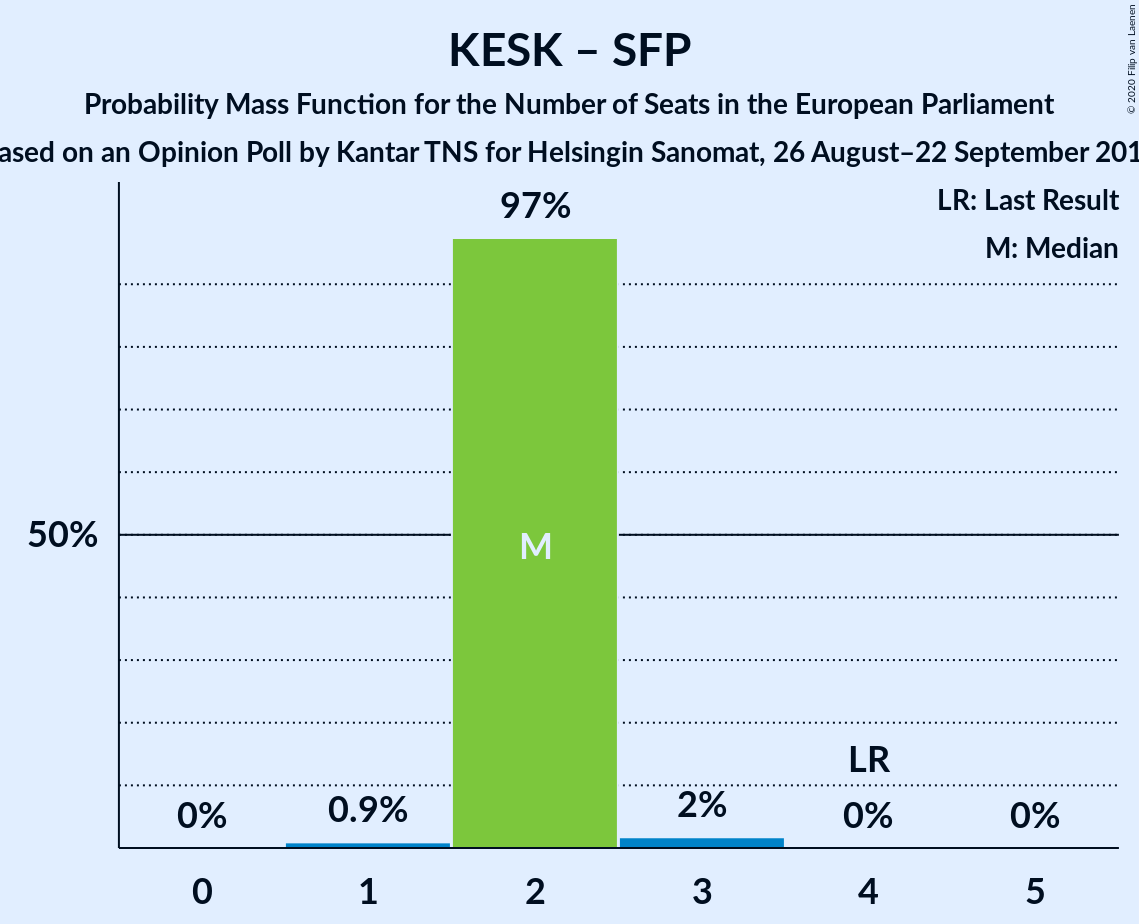 KESK – SFP
Probability Mass Function for the Number of Seats in the European Parliament
ased on an Opinion Poll by Kantar TNS for Helsingin Sanomat, 26 August–22 September 201
© 2020 Filip van Laenen
LR: Last Result
M: Median
97%
50%
M
LR
0%
0.9%
2%
0%
0%
0
1
2
3
4
5